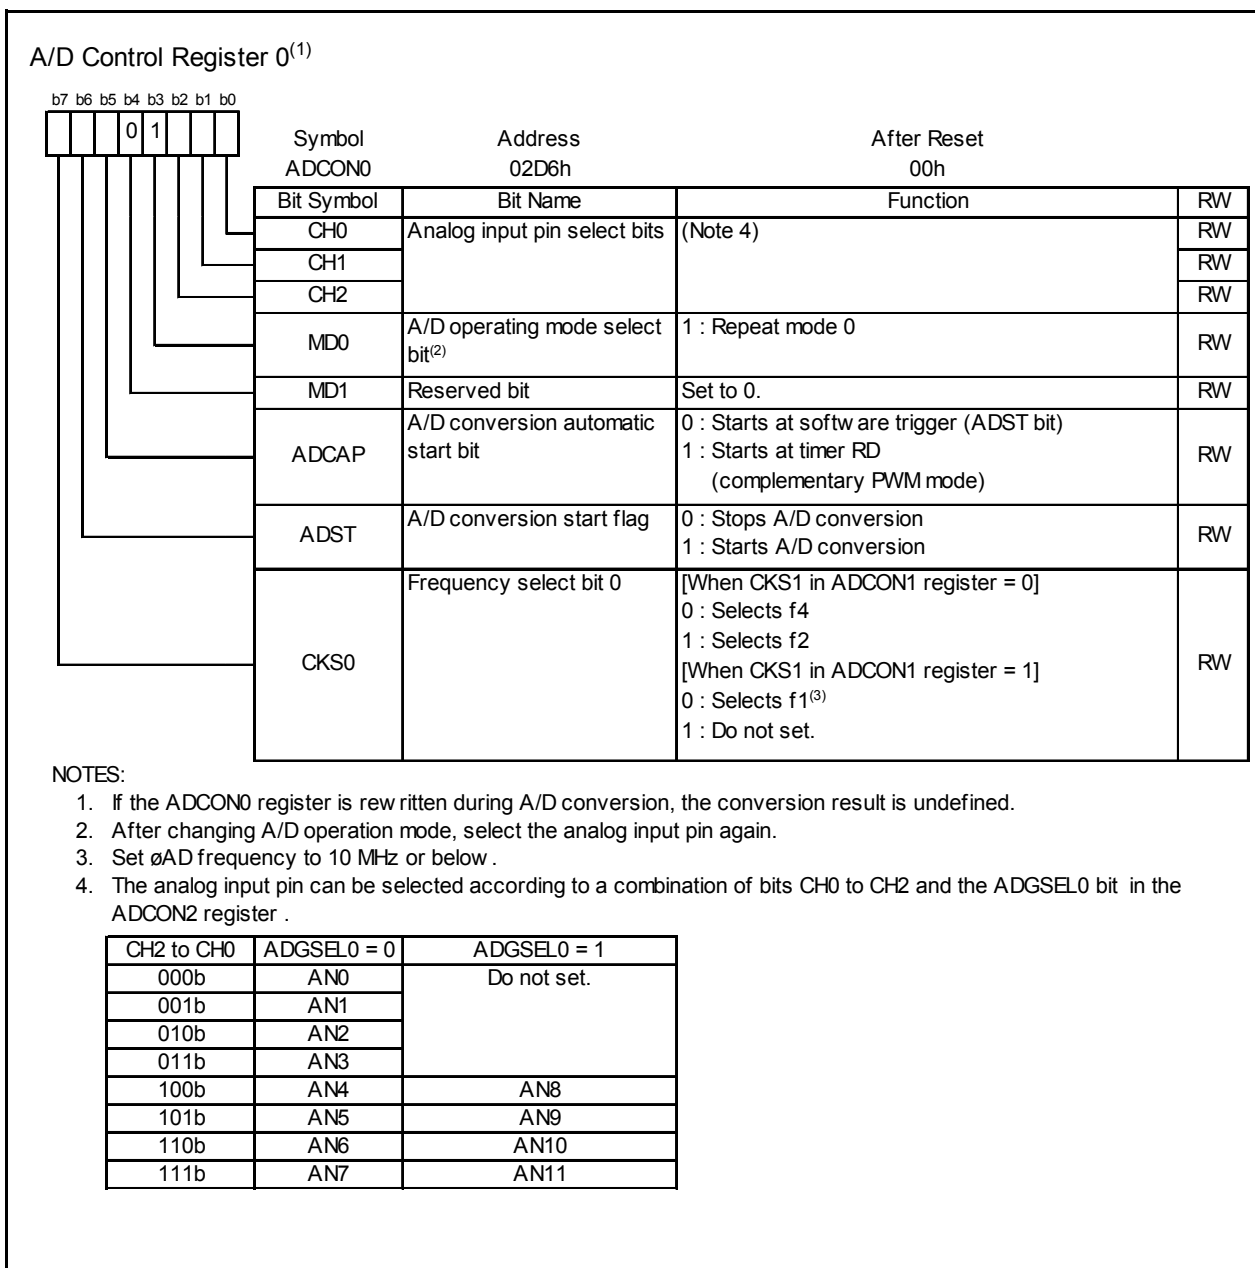 A/D Control Register 0(1)
b7 b6 b5 b4 b3 b2 b1 b0
0 1
Symbol Address After Reset
ADCON0 02D6h 00h
Bit Symbol Bit Name Function RW
CH0 Analog input pin select bits (Note 4) RW
CH1 RW
CH2 RW
MD0 A/D operating mode select bit(2) 1 : Repeat mode 0 RW
MD1 Reserved bit Set to 0. RW
ADCAP A/D conversion automatic start bit 0 : Starts at software trigger (ADST bit)
1 : Starts at timer RD
(complementary PWM mode) RW
ADST A/D conversion start flag 0 : Stops A/D conversion
1 : Starts A/D conversion RW
CKS0 Frequency select bit 0 [When CKS1 in ADCON1 register = 0]
0 : Selects f4
1 : Selects f2
[When CKS1 in ADCON1 register = 1]
0 : Selects f1(3)
1 : Do not set. RW
NOTES:
1. If the ADCON0 register is rewritten during A/D conversion, the conversion result is undefined.
2. After changing A/D operation mode, select the analog input pin again.
3. Set øAD frequency to 10 MHz or below.
4. The analog input pin can be selected according to a combination of bits CH0 to CH2 and the ADGSEL0 bit in the
ADCON2 register .
CH2 to CH0 ADGSEL0 = 0 ADGSEL0 = 1
000b AN0 Do not set.
001b AN1
010b AN2
011b AN3
100b AN4 AN8
101b AN5 AN9
110b AN6 AN10
111b AN7 AN11